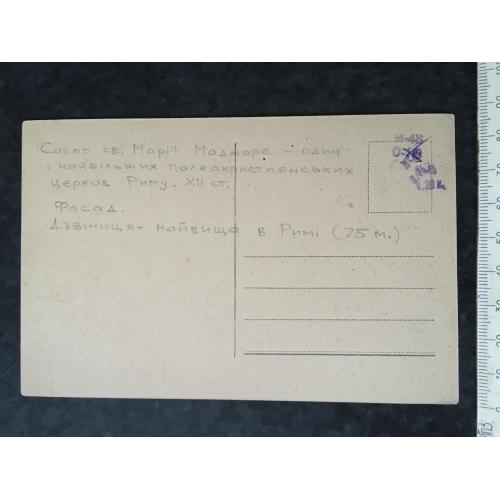 Собор св. Марії Маджоре – один
з найбільших палеохристиянських
церков Риму. XII ст.
Фасад.
Дзвіниця – найвища в Римі (75 м.)